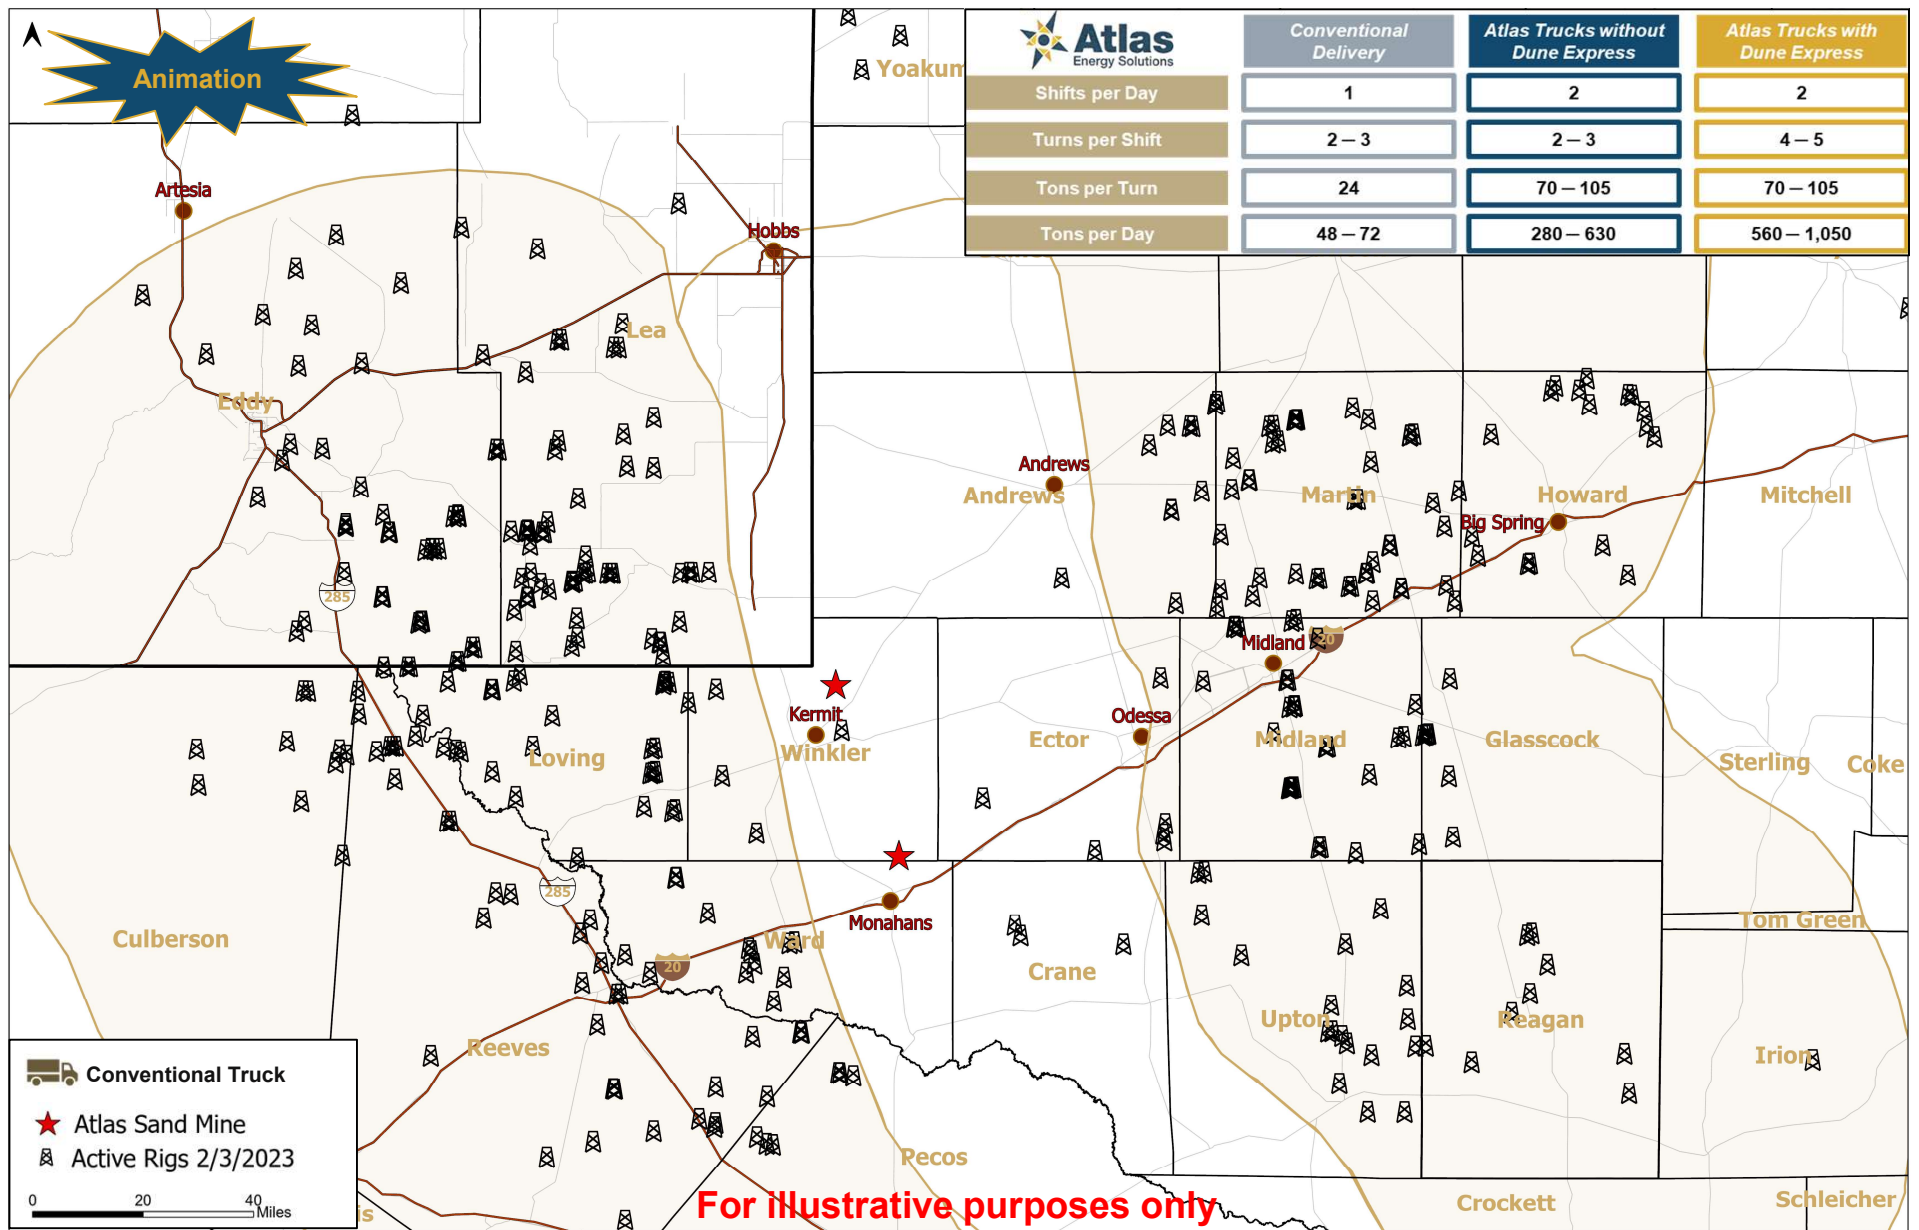 Animation
Atlas
Energy Solutions
Conventional
Delivery
Atlas Trucks without
Dune Express
Atlas Trucks with
Dune Express
Shifts per Day
1
2
2
Turns per Shift
2 – 3
2 – 3
4 – 5
Tons per Turn
24
70 – 105
70 – 105
Tons per Day
48 – 72
280 – 630
560 – 1,050
Yoakum
Artesia
Hobbs
Lea
Eddy
Andrews
Andrews
Martin
Howard
Mitchell
Big Spring
285
20
Midland
Kermit
Winkler
Odessa
Ector
Midland
Glasscock
Loving
Sterling
Coke
285
Monahans
Ward
20
Culberson
Crane
Tom Green
Upton
Reagan
Irion
Reeves
Pecos
Crockett
Schleicher
Conventional Truck
Atlas Sand Mine
Active Rigs 2/3/2023
0
20
40
Miles
For illustrative purposes only